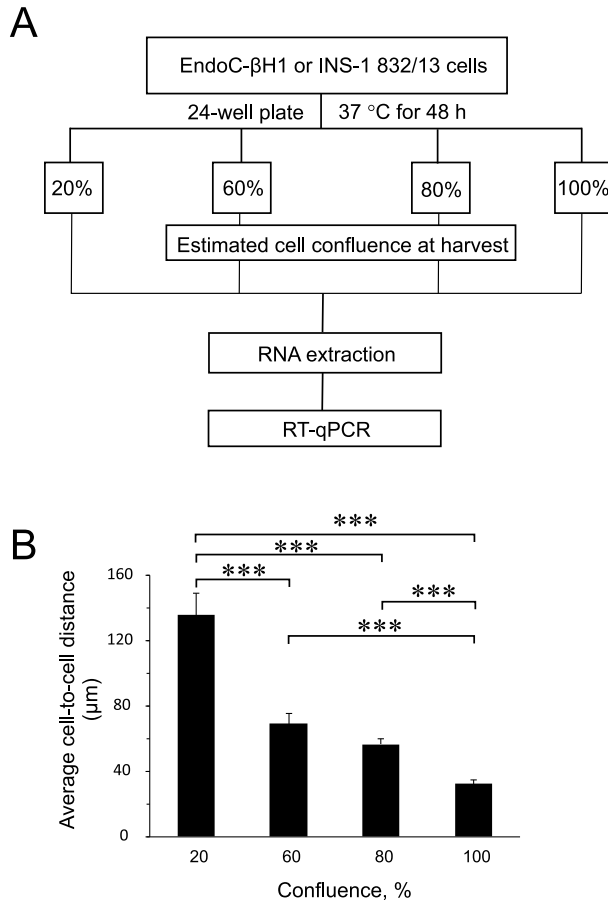 A
EndoC-βH1 or INS-1 832/13 cells
24-well plate 37 °C for 48 h
20% 60% 80% 100%
Estimated cell confluence at harvest
RNA extraction
RT-qPCR
B
***
***
***
***
***
Average cell-to-cell distance
(μm)
160
120
80
40
0
20 60 80 100
Confluence, %